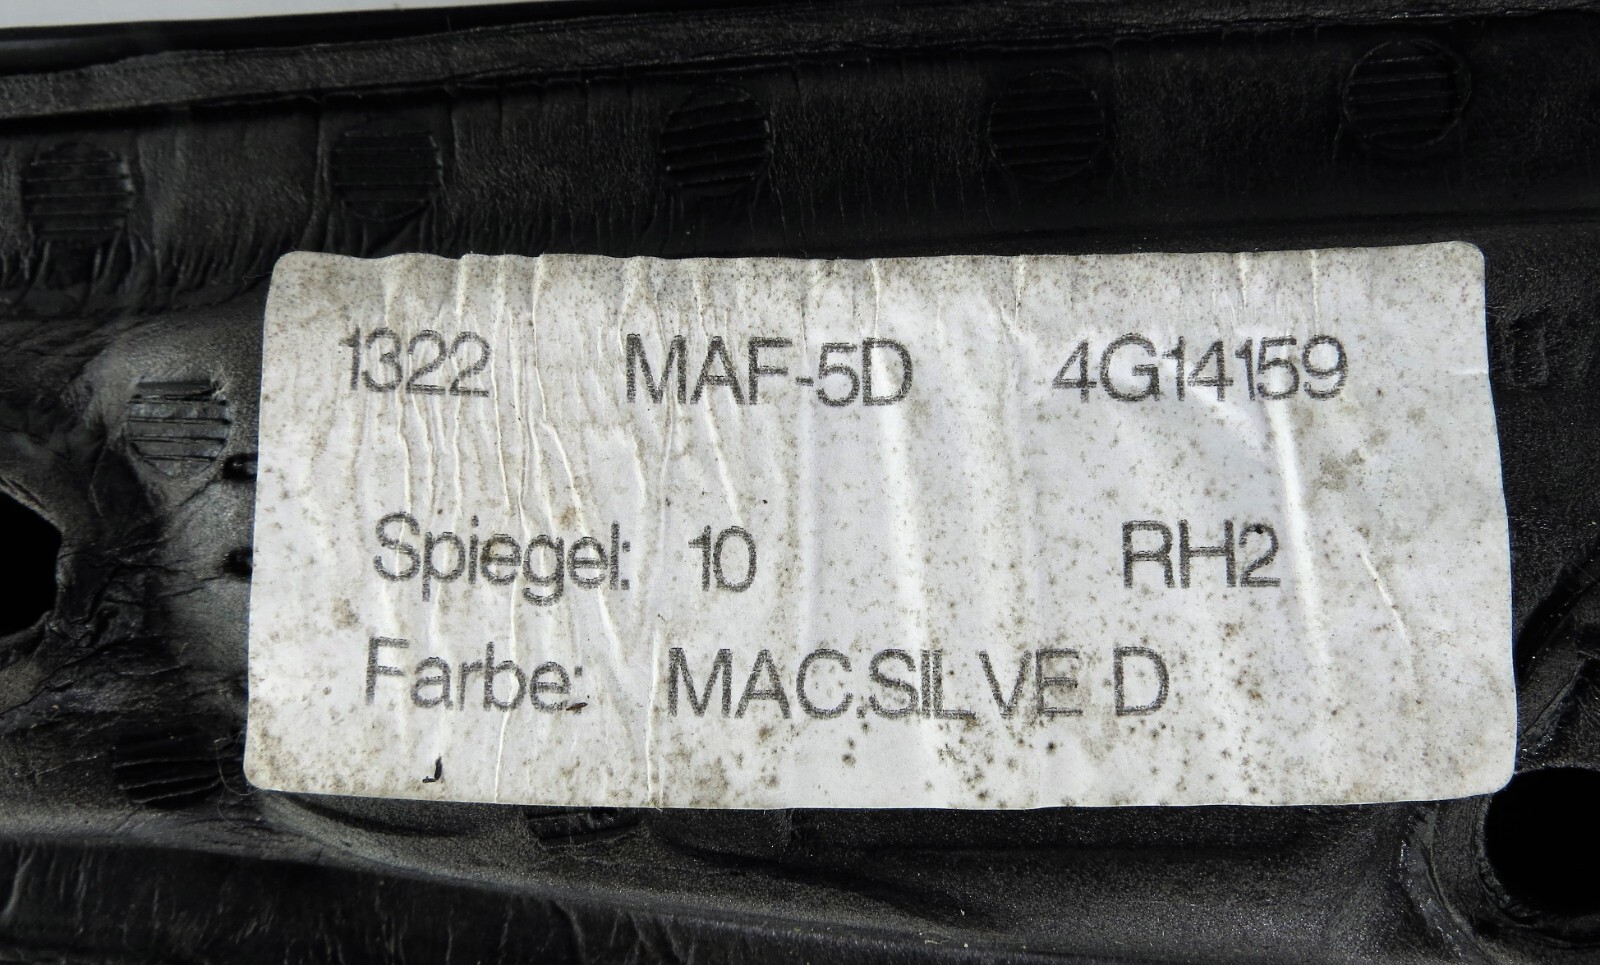 1322 MAF-5D 4G14159
Spiegel: 10 RH2
Farbe: MAC.SILVE D